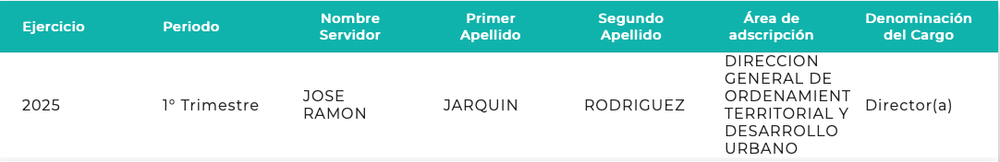 Ejercicio
Periodo
Nombre
Servidor
Primer
Apellido
Segundo
Apellido
Área de
adscripción
Denominación
del Cargo
2025
1° Trimestre
JOSE
RAMON
JARQUIN
RODRIGUEZ
DIRECCION
GENERAL DE
ORDENAMIENT
TERRITORIAL Y
DESARROLLO
URBANO
Director(a)